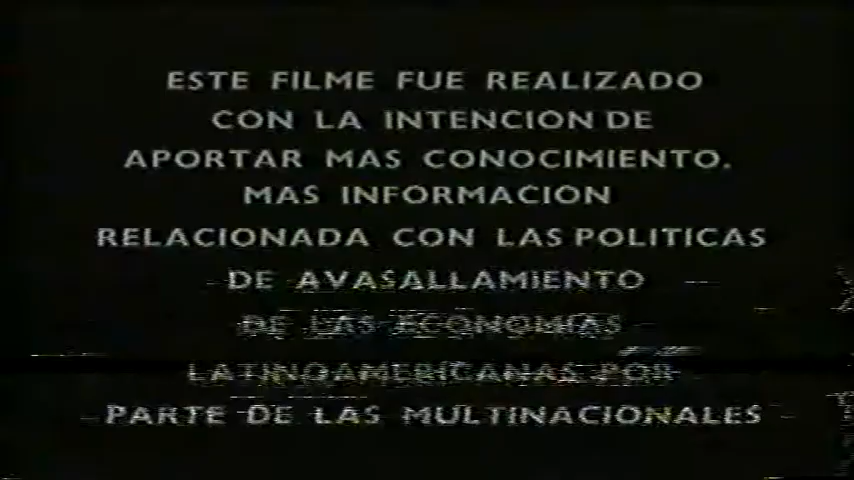 ESTE FILME FUE REALIZADO
CON LA INTENCION DE
APORTAR MAS CONOCIMIENTO.
MAS INFORMACION
RELACIONADA CON LAS POLITICAS
DE AVASALLAMIENTO
DE LAS ECONOMIAS
LATINOAMERICANAS POR
PARTE DE LAS MULTINACIONALES